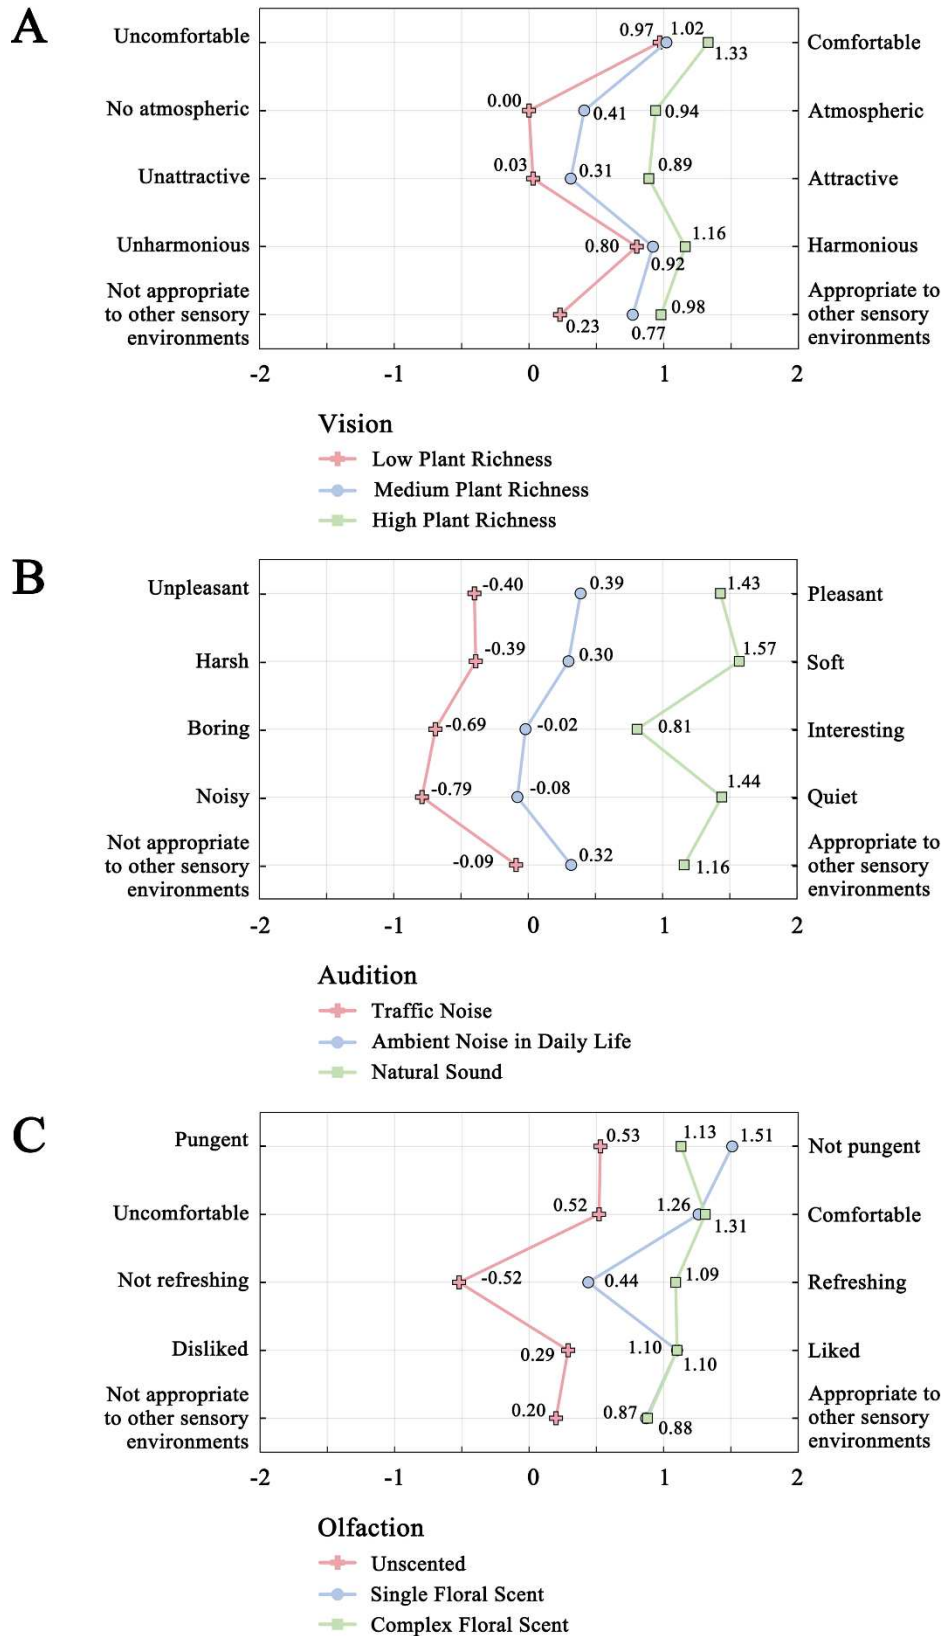 A
Uncomfortable
0.97
1.02
1.33
Comfortable
No atmospheric
0.00
0.41
0.94
Atmospheric
Unattractive
0.03
0.31
0.89
Attractive
Unharmonious
0.80
0.92
1.16
Harmonious
Not appropriate
to other sensory
environments
0.23
0.77
0.98
Appropriate to
other sensory
environments
-2 -1 0 1 2
Vision
Low Plant Richness
Medium Plant Richness
High Plant Richness
B
Unpleasant
-0.40
0.39
1.43
Pleasant
Harsh
-0.39
0.30
1.57
Soft
Boring
-0.69
-0.02
0.81
Interesting
Noisy
-0.79
-0.08
1.44
Quiet
Not appropriate
to other sensory
environments
-0.09
0.32
1.16
Appropriate to
other sensory
environments
-2 -1 0 1 2
Audition
Traffic Noise
Ambient Noise in Daily Life
Natural Sound
C
Pungent
0.53
1.13
1.51
Not pungent
Uncomfortable
0.52
1.26
1.31
Comfortable
Not refreshing
-0.52
0.44
1.09
Refreshing
Disliked
0.29
1.10
1.10
Liked
Not appropriate
to other sensory
environments
0.20
0.87
0.88
Appropriate to
other sensory
environments
-2 -1 0 1 2
Olfaction
Unscented
Single Floral Scent
Complex Floral Scent